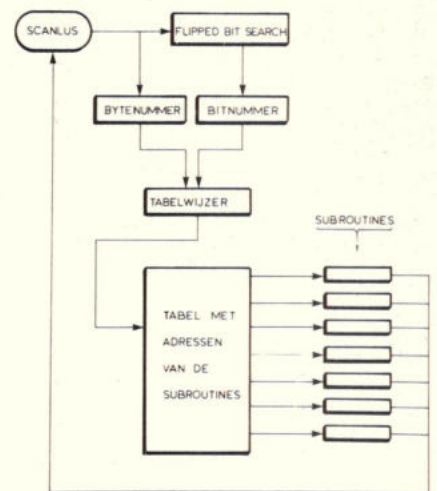 SCANLUS
FLIPPED BIT SEARCH
BYTENUMMER
BITNUMMER
TABELWIJZER
SUBROUTINES
TABEL MET
ADRESSEN
VAN DE
SUBROUTINES